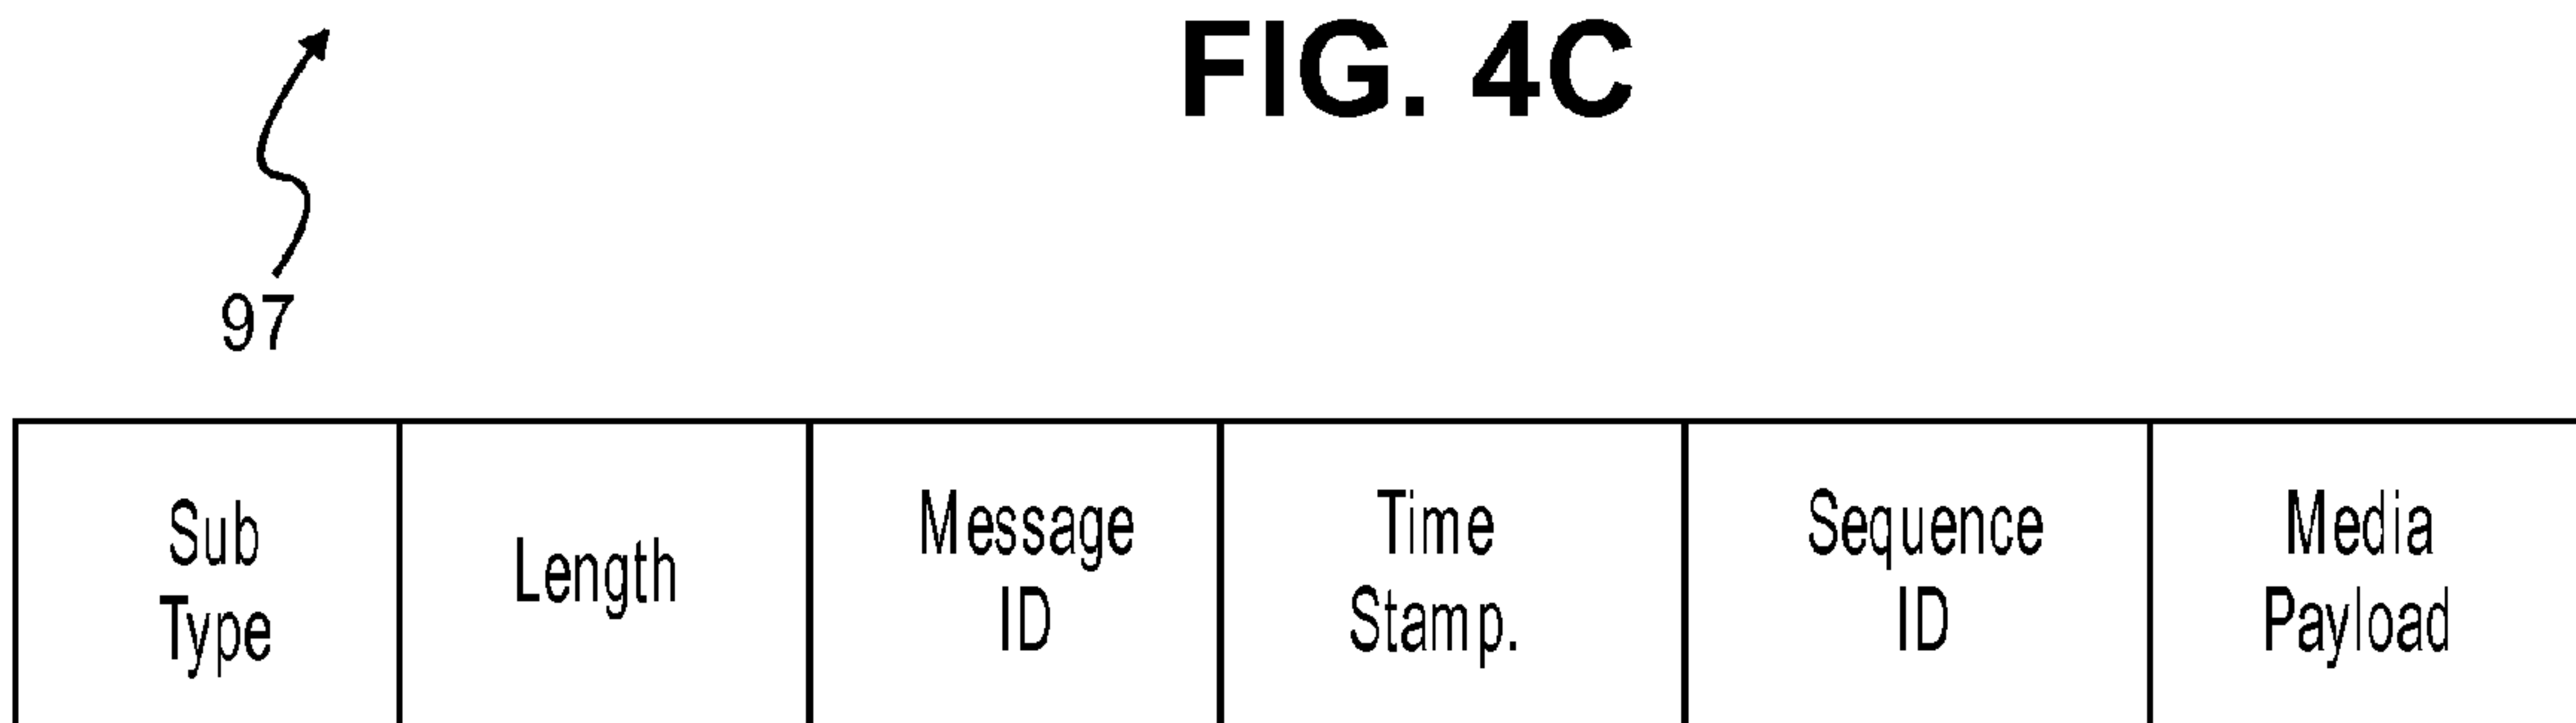 FIG. 4C
97
Sub
Type
Length
Message
ID
Time
Stamp.
Sequence
ID
Media
Payload